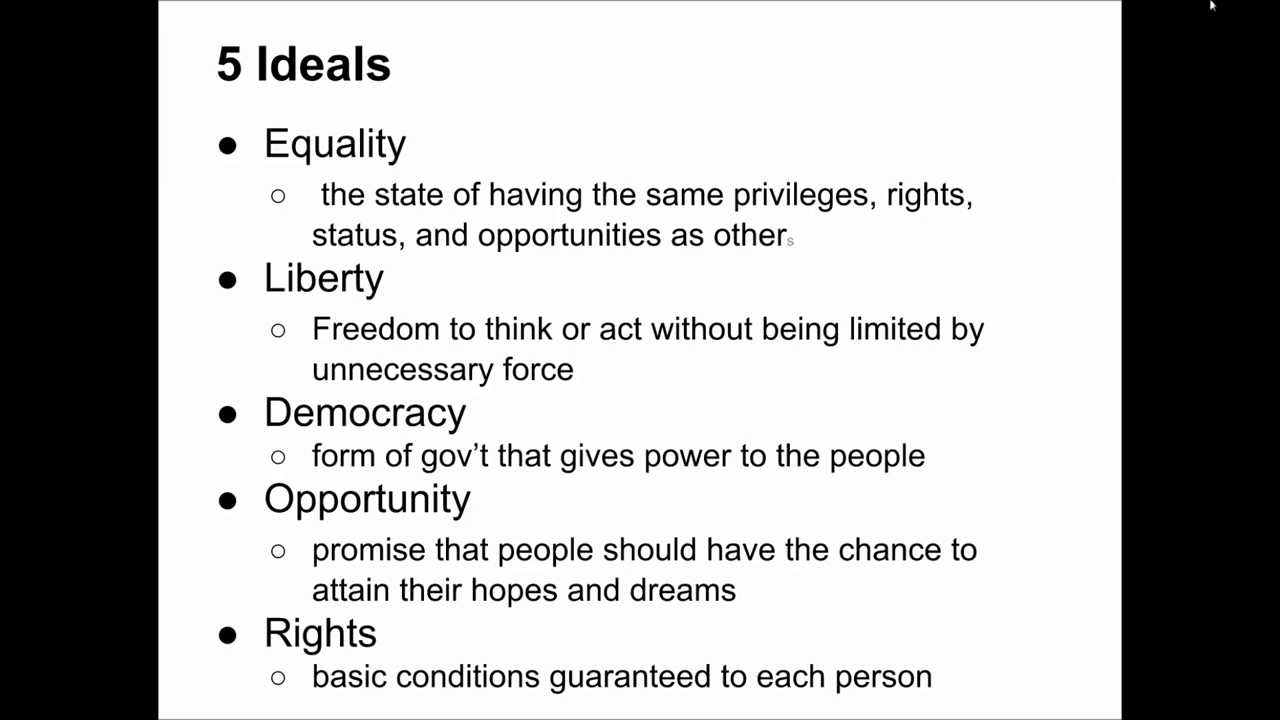 5 Ideals
● Equality
○ the state of having the same privileges, rights,
status, and opportunities as others
● Liberty
○ Freedom to think or act without being limited by
unnecessary force
● Democracy
○ form of gov’t that gives power to the people
● Opportunity
○ promise that people should have the chance to
attain their hopes and dreams
● Rights
○ basic conditions guaranteed to each person